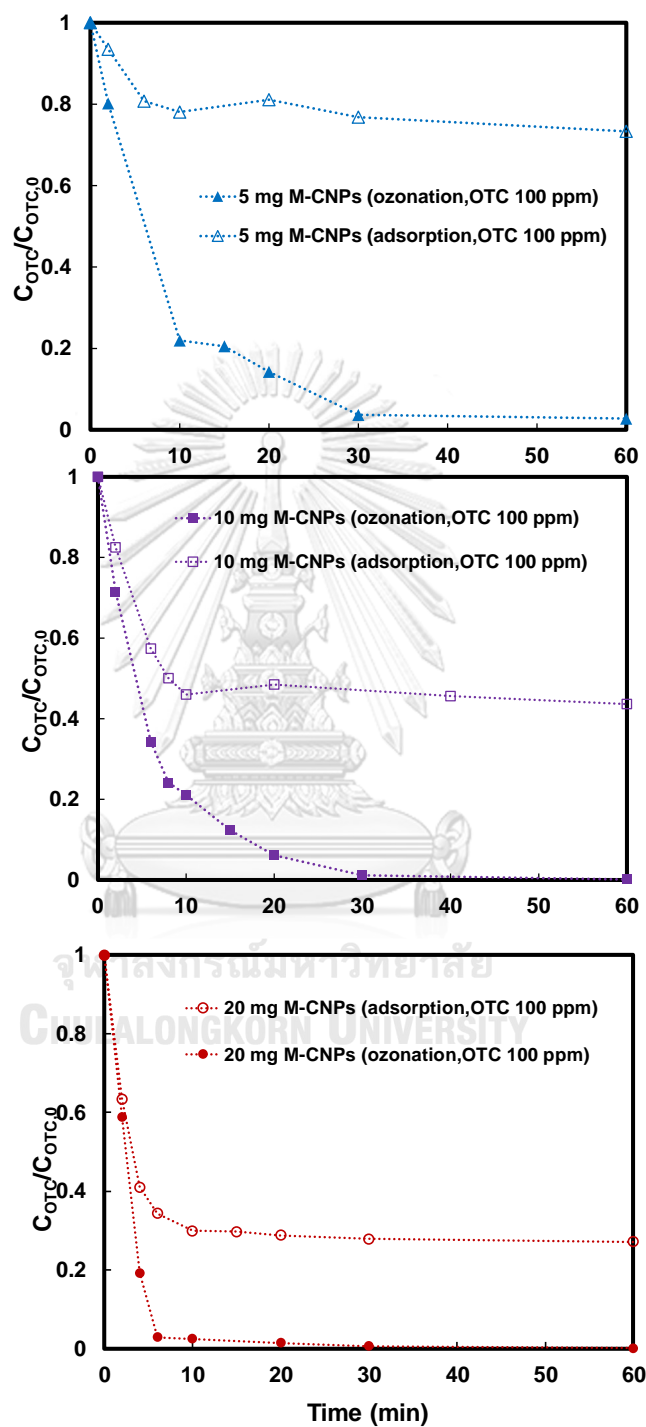 1
0.8
0.6
0.4
0.2
0
C_OTC/C_OTC,0
5 mg M-CNPs (ozonation,OTC 100 ppm)
5 mg M-CNPs (adsorption,OTC 100 ppm)
0 10 20 30 40 50 60
1
0.8
0.6
0.4
0.2
0
C_OTC/C_OTC,0
10 mg M-CNPs (ozonation,OTC 100 ppm)
10 mg M-CNPs (adsorption,OTC 100 ppm)
0 10 20 30 40 50 60
จุฬาลงกรณ์มหาวิทยาลัย
CHULALONGKORN UNIVERSITY
1
0.8
0.6
0.4
0.2
0
C_OTC/C_OTC,0
20 mg M-CNPs (adsorption,OTC 100 ppm)
20 mg M-CNPs (ozonation,OTC 100 ppm)
0 10 20 30 40 50 60
Time (min)